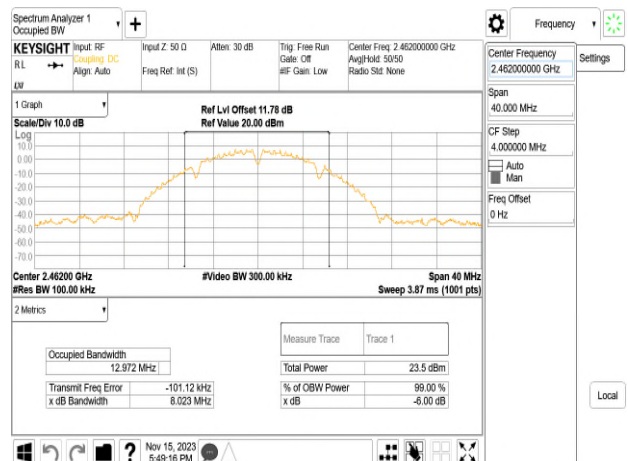 Spectrum Analyzer 1
Occupied BW
Frequency
KEYSIGHT
RL
Input: RF
Coupling: DC
Align: Auto
Input Z: 50 Ω
Freq Ref: Int (S)
Atten: 30 dB
Trig: Free Run
Gate: Off
#IF Gain: Low
Center Freq: 2.462000000 GHz
Avg|Hold: 50/50
Radio Std: None
Center Frequency
2.462000000 GHz
Settings
Span
40.000 MHz
CF Step
4.000000 MHz
Auto
Man
Freq Offset
0 Hz
Local
1 Graph
Scale/Div 10.0 dB
Ref Lvl Offset 11.78 dB
Ref Value 20.00 dBm
Log
10.0
0.00
-10.0
-20.0
-30.0
-40.0
-50.0
-60.0
-70.0
Center 2.46200 GHz
#Res BW 100.00 kHz
#Video BW 300.00 kHz
Span 40 MHz
Sweep 3.87 ms (1001 pts)
2 Metrics
Measure Trace
Trace 1
Occupied Bandwidth
12.972 MHz
Total Power
23.5 dBm
Transmit Freq Error
-101.12 kHz
% of OBW Power
99.00 %
x dB Bandwidth
8.023 MHz
x dB
-6.00 dB
Nov 15, 2023
5:49:16 PM